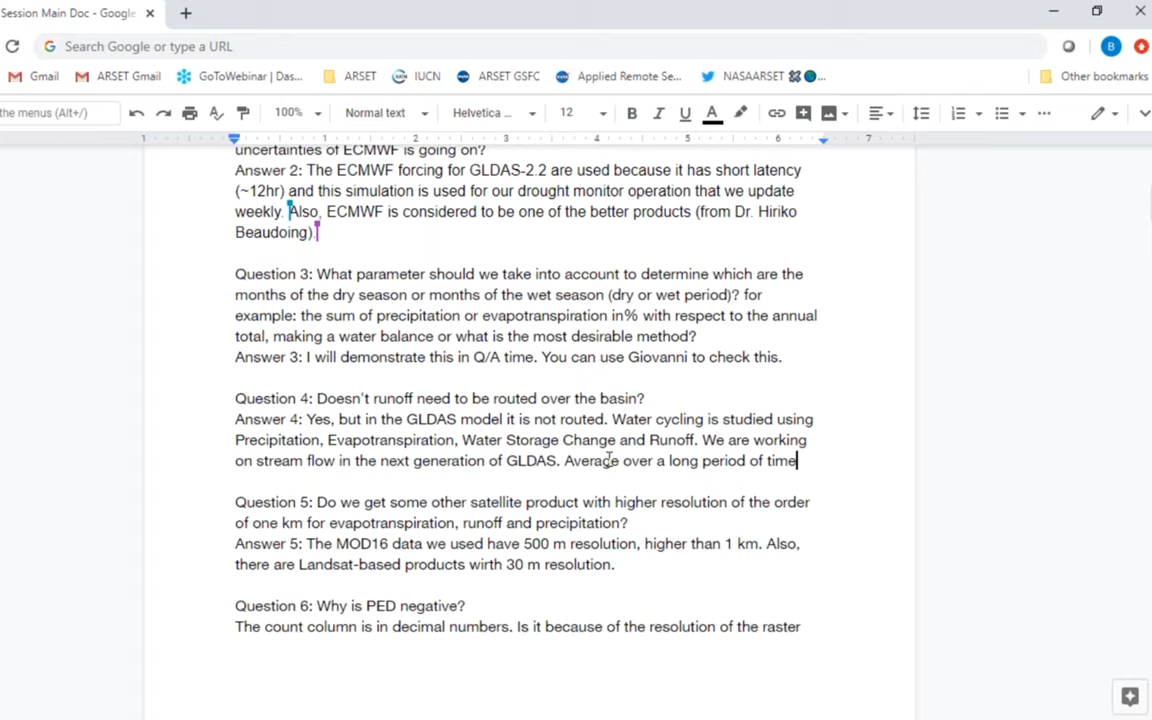 Session Main Doc - Google
Search Google or type a URL
B
Gmail
ARSET Gmail
GoToWebinar | Das...
ARSET
IUCN
ARSET GSFC
Applied Remote Se...
NASAARSET
Other bookmarks
the menus (Alt+/)
100%
Normal text
Helvetica ...
12
B I U A
1 1 2 3 4 5 6 7
uncertainties of ECMWF is going on?
Answer 2: The ECMWF forcing for GLDAS-2.2 are used because it has short latency
(~12hr) and this simulation is used for our drought monitor operation that we update
weekly. Also, ECMWF is considered to be one of the better products (from Dr. Hiriko
Beaudoing).
Question 3: What parameter should we take into account to determine which are the
months of the dry season or months of the wet season (dry or wet period)? for
example: the sum of precipitation or evapotranspiration in% with respect to the annual
total, making a water balance or what is the most desirable method?
Answer 3: I will demonstrate this in Q/A time. You can use Giovanni to check this.
Question 4: Doesn't runoff need to be routed over the basin?
Answer 4: Yes, but in the GLDAS model it is not routed. Water cycling is studied using
Precipitation, Evapotranspiration, Water Storage Change and Runoff. We are working
on stream flow in the next generation of GLDAS. Average over a long period of time
Question 5: Do we get some other satellite product with higher resolution of the order
of one km for evapotranspiration, runoff and precipitation?
Answer 5: The MOD16 data we used have 500 m resolution, higher than 1 km. Also,
there are Landsat-based products wirth 30 m resolution.
Question 6: Why is PED negative?
The count column is in decimal numbers. Is it because of the resolution of the raster